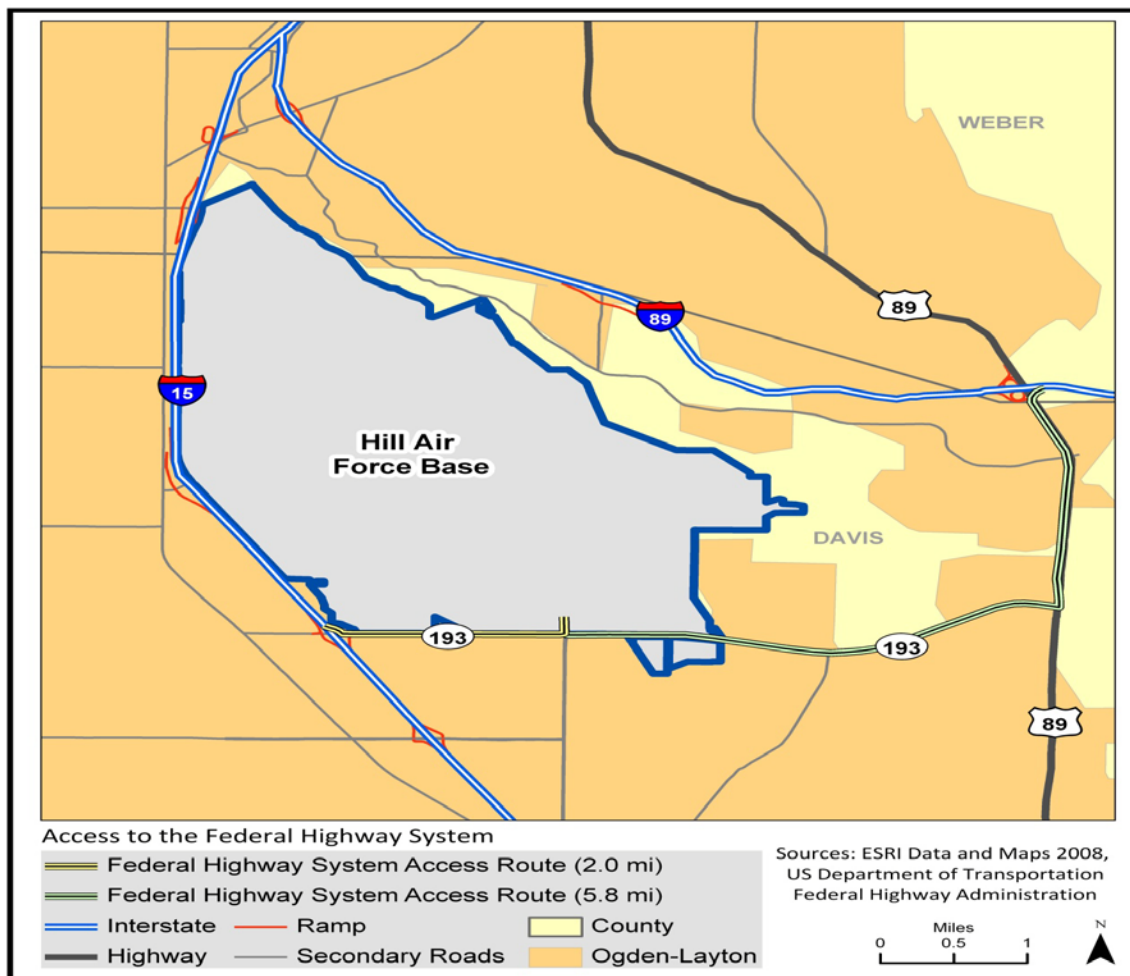 WEBER
89
89
15
Hill Air
Force Base
DAVIS
193
193
89
Access to the Federal Highway System
Federal Highway System Access Route (2.0 mi)
Federal Highway System Access Route (5.8 mi)
Interstate
Ramp
County
Highway
Secondary Roads
Ogden-Layton
Sources: ESRI Data and Maps 2008,
US Department of Transportation
Federal Highway Administration
Miles
0 0.5 1
N